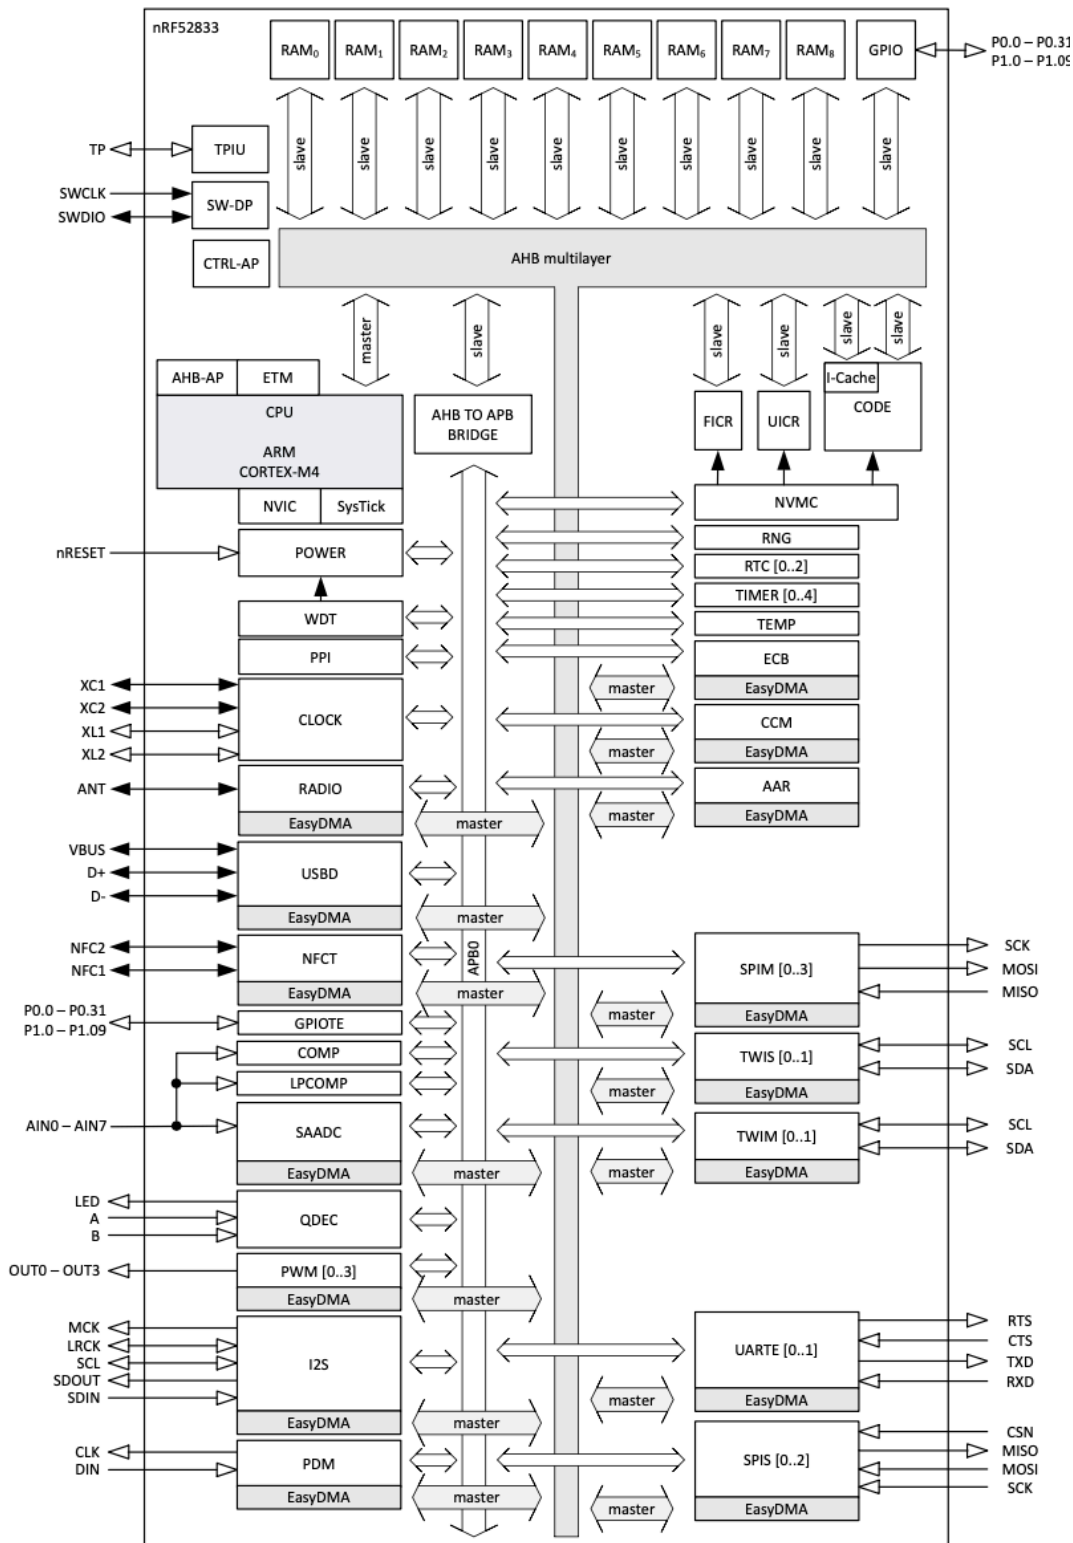 nRF52833
RAM0 RAM1 RAM2 RAM3 RAM4 RAM5 RAM6 RAM7 RAM8 GPIO
P0.0 – P0.31
P1.0 – P1.09
slave slave slave slave slave slave slave slave slave slave
TP TPIU
SWCLK
SWDIO
SW-DP
CTRL-AP
AHB multilayer
master slave slave slave slave slave
AHB-AP ETM
CPU
ARM
CORTEX-M4
NVIC SysTick
AHB TO APB
BRIDGE
FICR UICR
I-Cache
CODE
NVMC
nRESET POWER
WDT
PPI
RNG
RTC [0..2]
TIMER [0..4]
TEMP
ECB
master EasyDMA
XC1
XC2
XL1
XL2
CLOCK
CCM
master EasyDMA
ANT RADIO
EasyDMA master
AAR
master EasyDMA
VBUS
D+
D-
USBD
EasyDMA master
NFC2
NFC1
NFCT
EasyDMA master
APB0
SPIM [0..3]
master EasyDMA
SCK
MOSI
MISO
P0.0 – P0.31
P1.0 – P1.09
GPIOTE
COMP
LPCOMP
TWIS [0..1]
master EasyDMA
SCL
SDA
AIN0 – AIN7 SAADC
EasyDMA master
TWIM [0..1]
master EasyDMA
SCL
SDA
LED
A
B
QDEC
OUT0 – OUT3 PWM [0..3]
EasyDMA master
MCK
LRCK
SCL
SDOUT
SDIN
I2S
EasyDMA master
UARTE [0..1]
master EasyDMA
RTS
CTS
TXD
RXD
CLK
DIN
PDM
EasyDMA master
SPIS [0..2]
master EasyDMA
CSN
MISO
MOSI
SCK